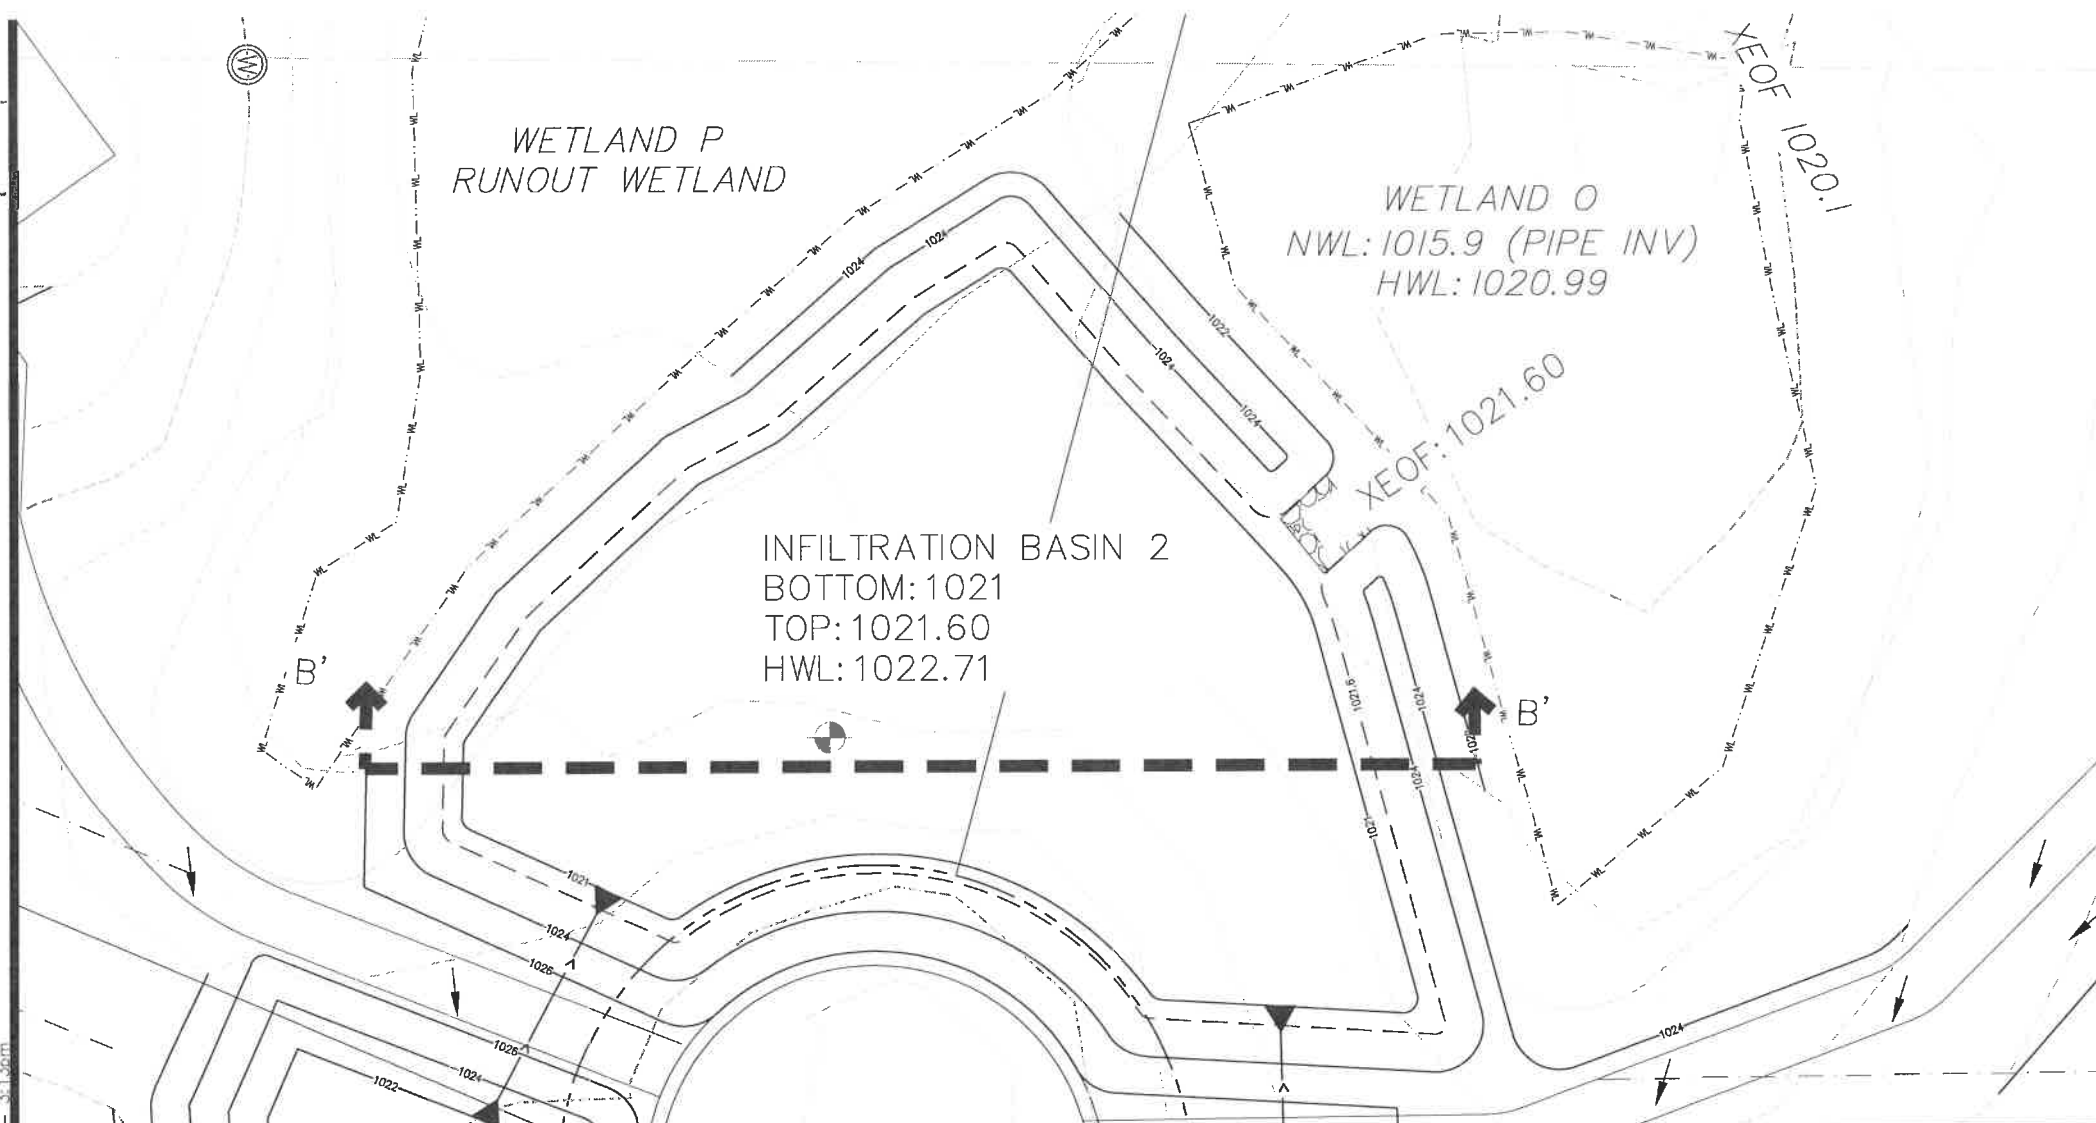 WETLAND P
RUNOUT WETLAND
XEOF 1020.1
WETLAND O
NWL: 1015.9 (PIPE INV)
HWL: 1020.99
1024
1024
1022
1024
1024
XEOF: 1021.60
INFILTRATION BASIN 2
BOTTOM: 1021
TOP: 1021.60
HWL: 1022.71
B'
B'
1021.6
1024
1024
1021
1021
1024
1026
1026
1024
1022
1024
WL
W